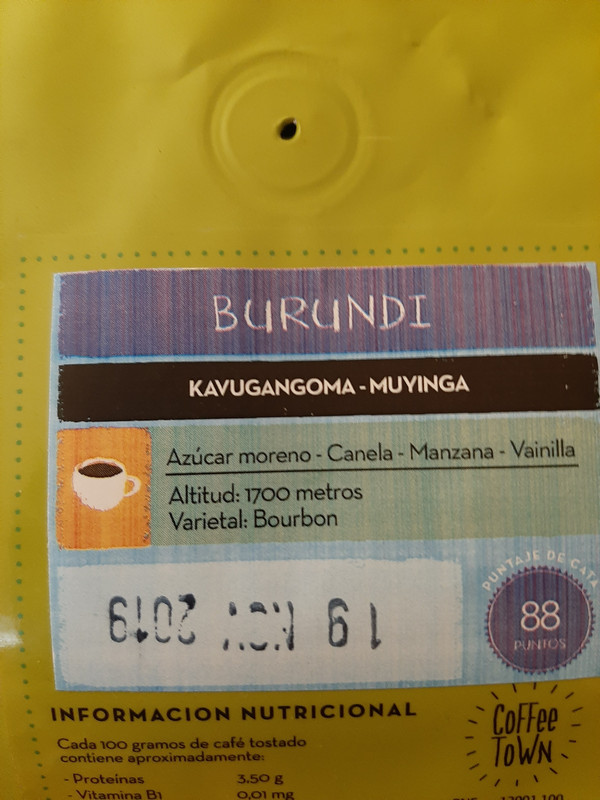 BURUNDI
KAVUGANGOMA - MUYINGA
Azúcar moreno - Canela - Manzana - Vainilla
Altitud: 1700 metros
Varietal: Bourbon
19 NOV 2019
PUNTAJE DE CATA
88
PUNTOS
INFORMACION NUTRICIONAL
Cada 100 gramos de café tostado
contiene aproximadamente:
- Proteínas 3,50 g
- Vitamina B1 0,01 mg
COFFEE
TOWN